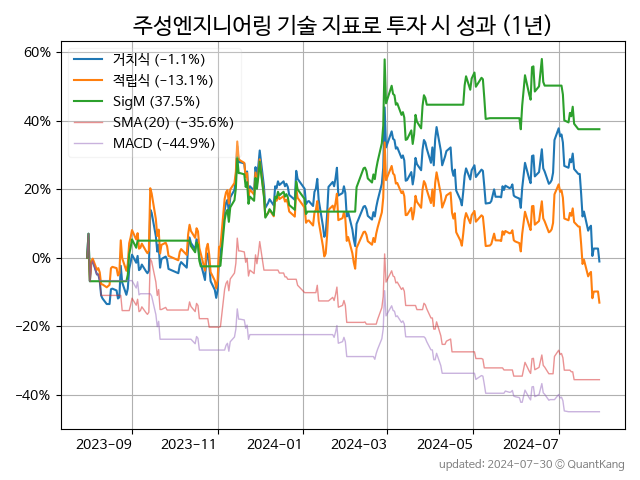 주성엔지니어링 기술 지표로 투자 시 성과 (1년)
거치식 (−1.1%)
적립식 (−13.1%)
SigM (37.5%)
SMA(20) (−35.6%)
MACD (−44.9%)
60%
40%
20%
0%
−20%
−40%
2023-09
2023-11
2024-01
2024-03
2024-05
2024-07
updated: 2024-07-30 © QuantKang